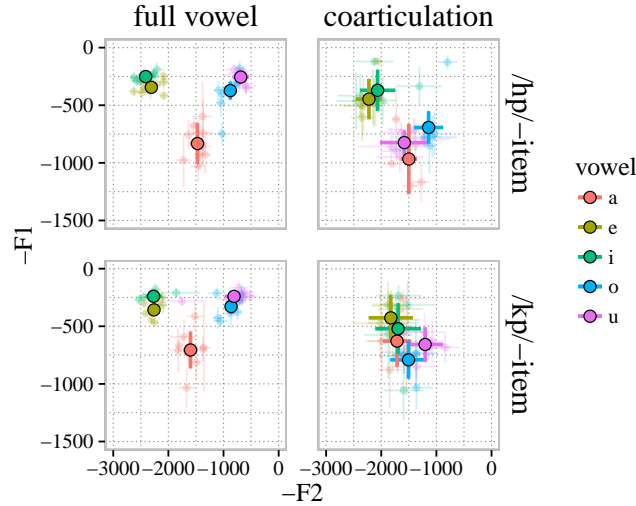 full vowel coarticulation
0
−500
−1000
−1500
/hp/−item
0
−500
−1000
−1500
/kp/−item
−F1
−3000 −2000 −1000 0 −3000 −2000 −1000 0
−F2
vowel
a
e
i
o
u